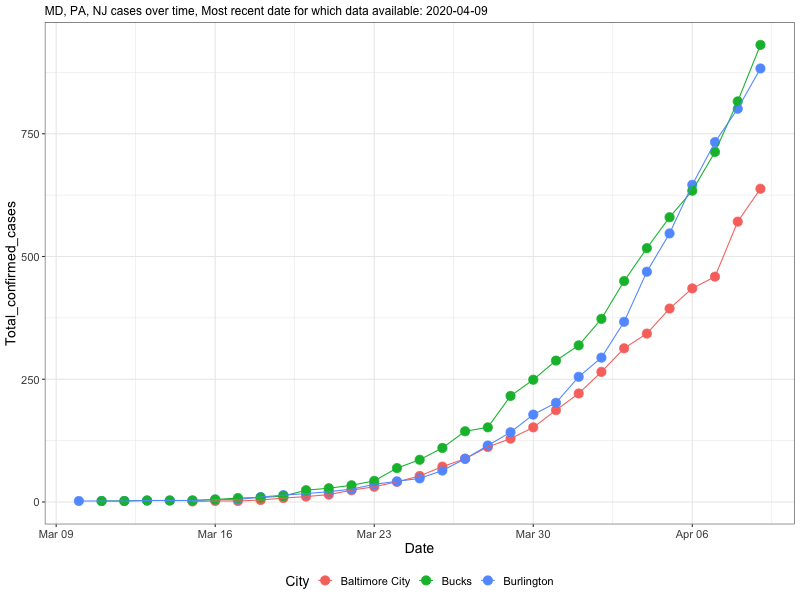 MD, PA, NJ cases over time, Most recent date for which data available: 2020-04-09
Total_confirmed_cases
750
500
250
0
Mar 09 Mar 16 Mar 23 Mar 30 Apr 06
Date
City Baltimore City Bucks Burlington